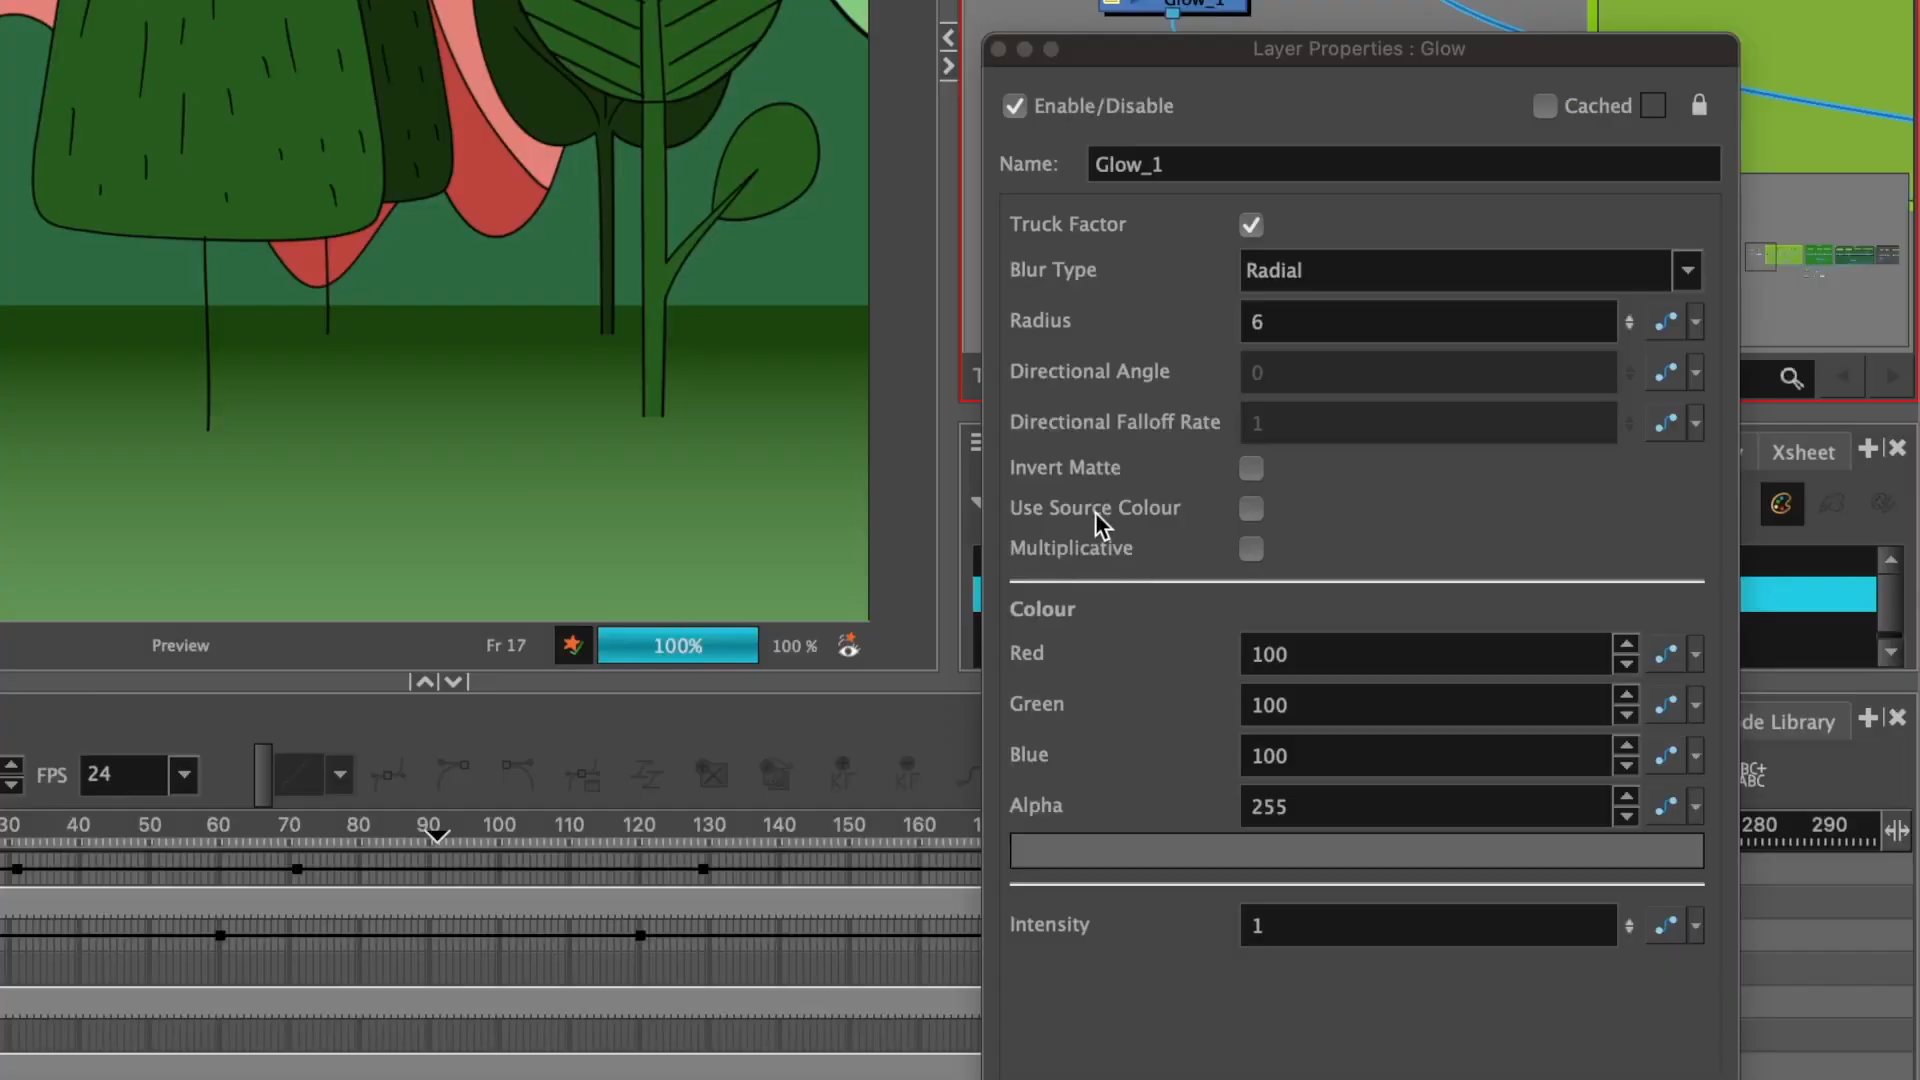 Glow_1
Layer Properties : Glow
Enable/Disable
Cached
Name: Glow_1
Truck Factor
Blur Type Radial
Radius 6
Directional Angle 0
Directional Falloff Rate 1
Invert Matte
Use Source Colour
Multiplicative
Colour
Red 100
Green 100
Blue 100
Alpha 255
Intensity 1
Xsheet
Preview Fr 17 100% 100 %
de Library
FPS 24
30 40 50 60 70 80 90 100 110 120 130 140 150 160 1
280 290